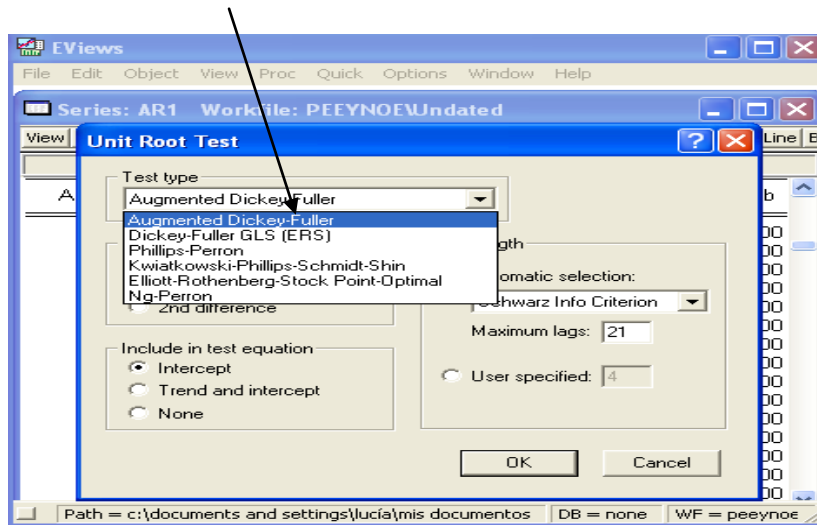 EViews
File Edit Object View Proc Quick Options Window Help
Series: AR1 Workfile: PEEYNOE\Undated
View Line
Unit Root Test
Test type
Augmented Dickey-Fuller
Augmented Dickey-Fuller
Dickey-Fuller GLS (ERS)
Phillips-Perron
Kwiatkowski-Phillips-Schmidt-Shin
Elliott-Rothenberg-Stock Point-Optimal
Ng-Perron
2nd difference
Schwarz Info Criterion
Maximum lags: 21
User specified: 4
Include in test equation
Intercept
Trend and intercept
None
OK Cancel
Path = c:\documents and settings\lucía\mis documentos DB = none WF = peeynoe